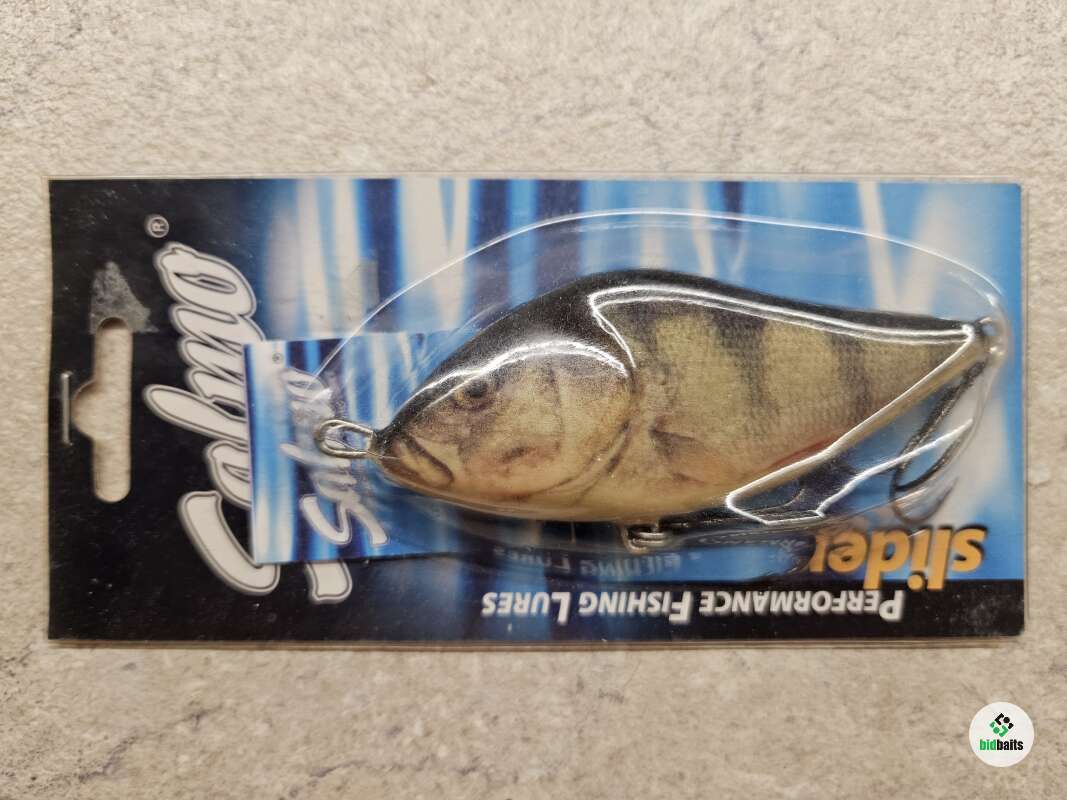 Salmo®
Salmo®
slider
PERFORMANCE FISHING LURES
bidbaits